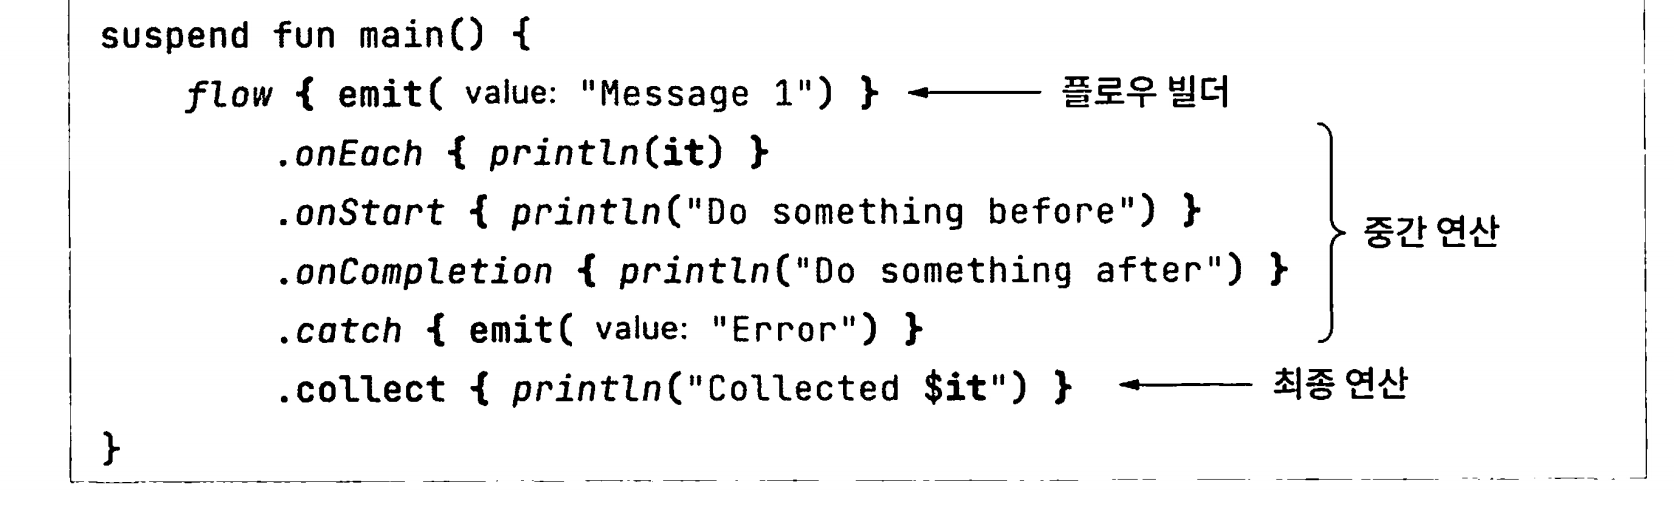 suspend fun main() {
    flow { emit( value: "Message 1") } 플로우 빌더
        .onEach { println(it) }
        .onStart { println("Do something before") }
        .onCompletion { println("Do something after") } 중간 연산
        .catch { emit( value: "Error") }
        .collect { println("Collected $it") } 최종 연산
}